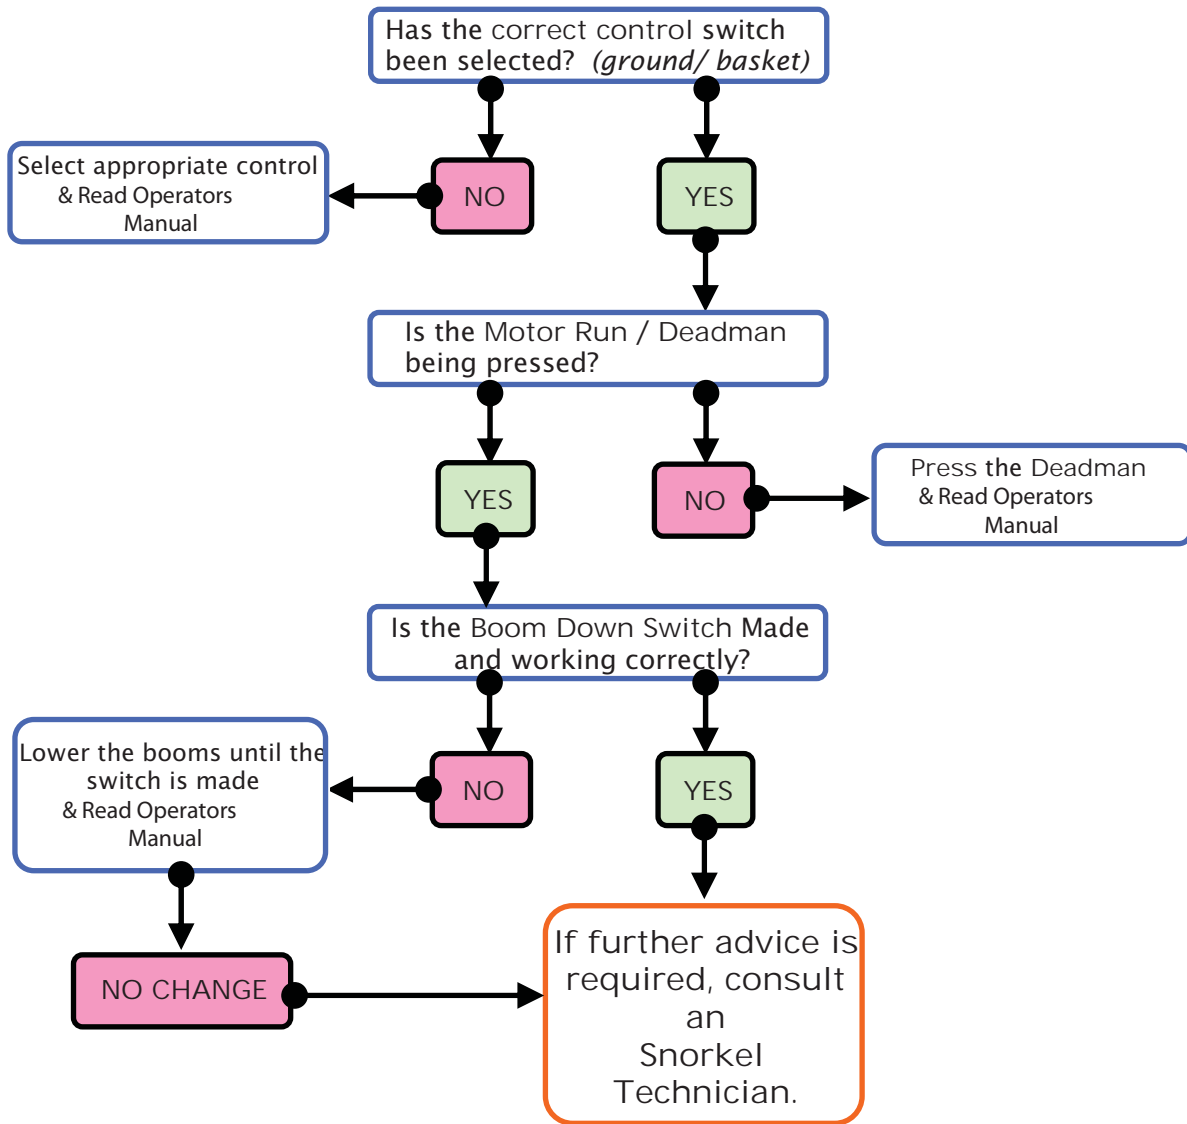 Has the correct control switch
been selected? (ground/ basket)
Select appropriate control
& Read Operators
Manual
NO
YES
Is the Motor Run / Deadman
being pressed?
YES
NO
Press the Deadman
& Read Operators
Manual
Is the Boom Down Switch Made
and working correctly?
Lower the booms until the
switch is made
& Read Operators
Manual
NO
YES
NO CHANGE
If further advice is
required, consult
an
Snorkel
Technician.